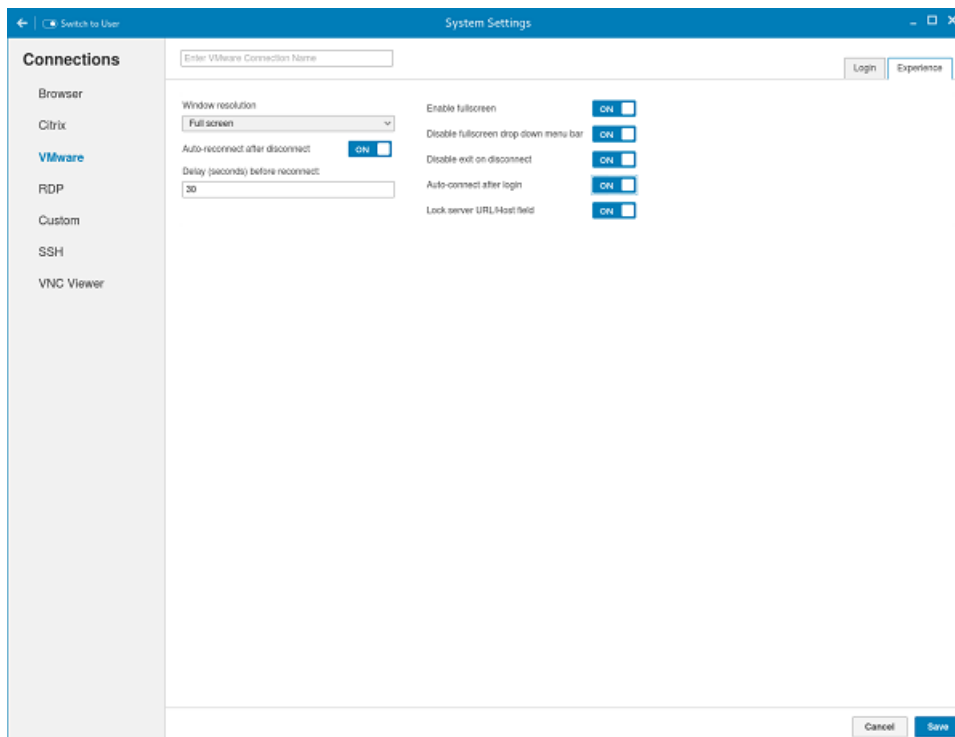 Switch to User
System Settings
Connections
Browser
Citrix
VMware
RDP
Custom
SSH
VNC Viewer
Enter VMware Connection Name
Login
Experience
Window resolution
Full screen
Auto-reconnect after disconnect
ON
Delay (seconds) before reconnect:
30
Enable fullscreen
ON
Disable fullscreen drop down menu bar
ON
Disable exit on disconnect
ON
Auto-connect after login
ON
Lock server URL/Host field
ON
Cancel
Save